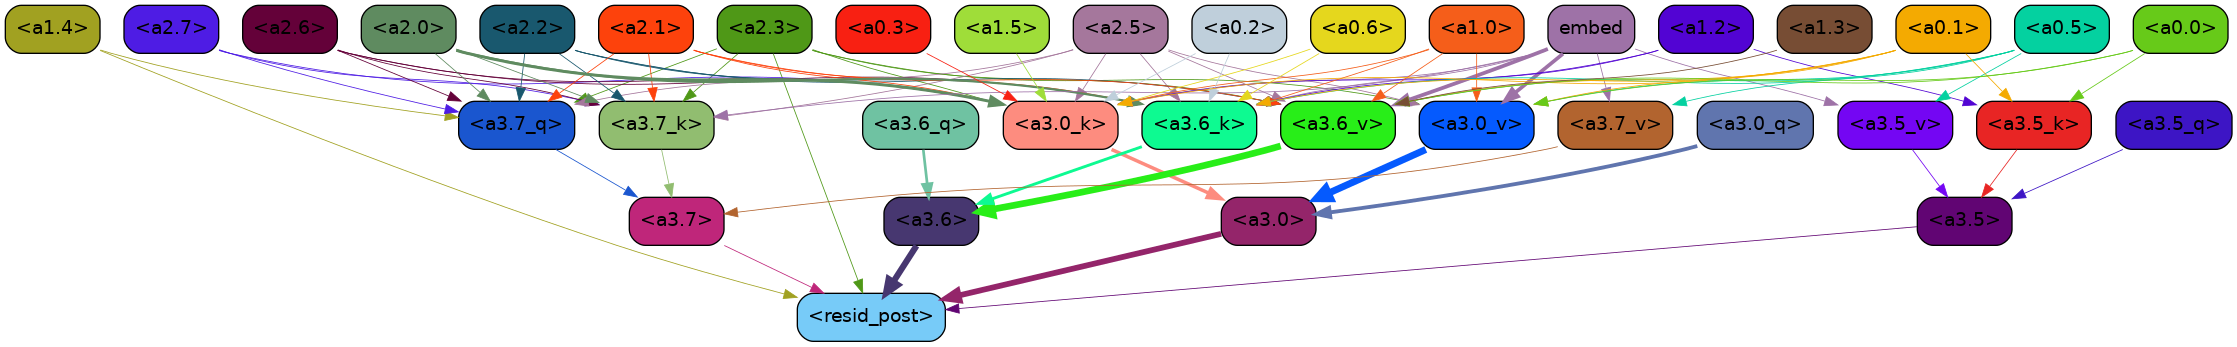 <a1.4> <a2.7> <a2.6> <a2.0> <a2.2> <a2.1> <a2.3> <a0.3> <a1.5> <a2.5> <a0.2> <a0.6> <a1.0> embed <a1.2> <a1.3> <a0.1> <a0.5> <a0.0>
<a3.7_q> <a3.7_k> <a3.6_q> <a3.0_k> <a3.6_k> <a3.6_v> <a3.0_v> <a3.7_v> <a3.0_q> <a3.5_v> <a3.5_k> <a3.5_q>
<a3.7> <a3.6> <a3.0> <a3.5>
<resid_post>